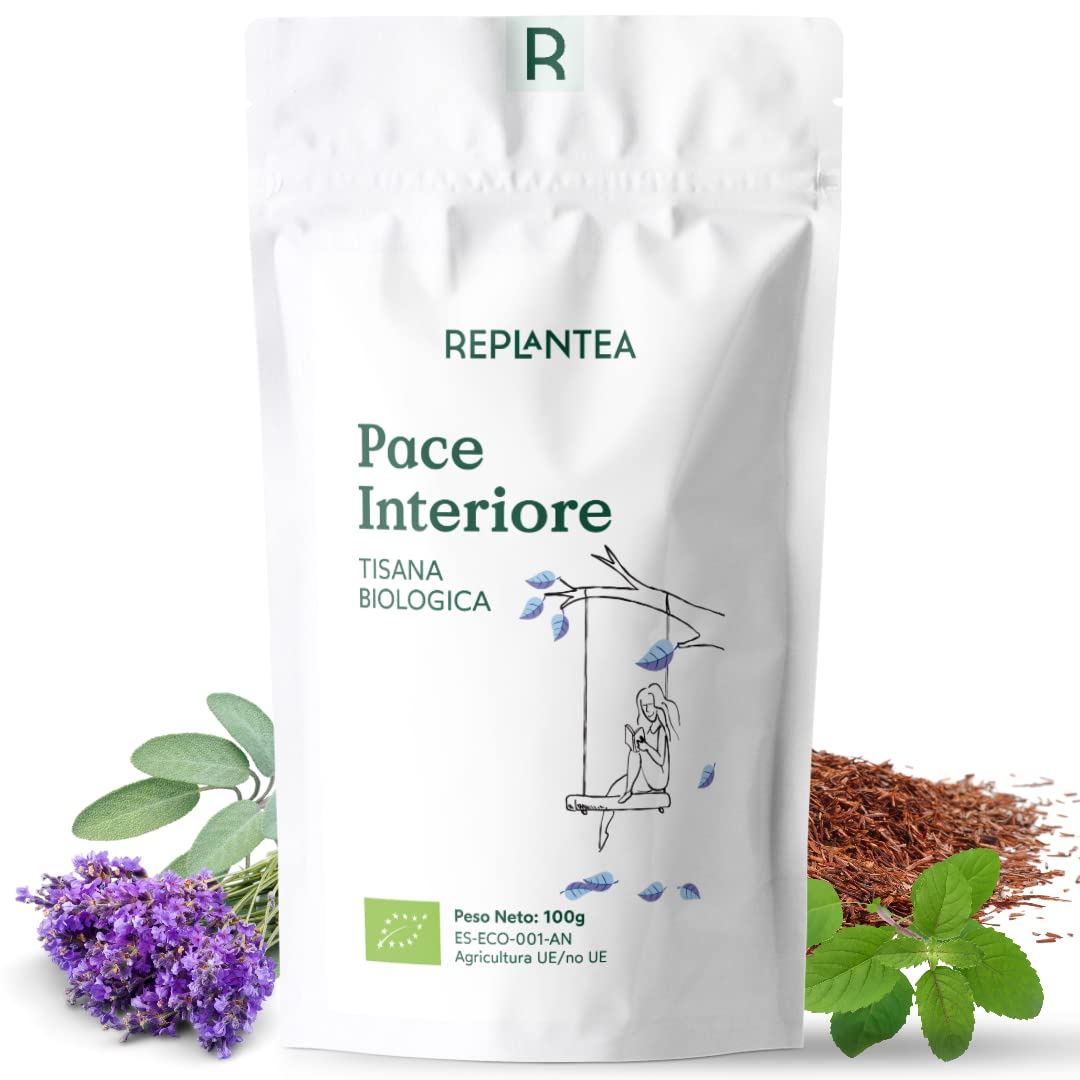 R
REPLANTEA
Pace
Interiore
TISANA
BIOLOGICA
Peso Neto: 100g
ES-ECO-001-AN
Agricultura UE/no UE